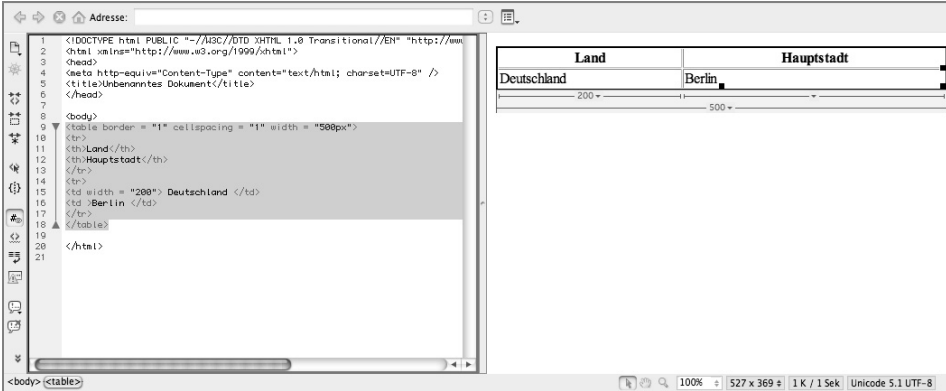 Adresse:
1 <!DOCTYPE html PUBLIC "-//W3C//DTD XHTML 1.0 Transitional//EN" "http://www
2 <html xmlns="http://www.w3.org/1999/xhtml">
3 <head>
4 <meta http-equiv="Content-Type" content="text/html; charset=UTF-8" />
5 <title>Unbenanntes Dokument</title>
6 </head>
7
8 <body>
9 <table border = "1" cellspacing = "1" width = "500px">
10 <tr>
11 <th>Land</th>
12 <th>Hauptstadt</th>
13 </tr>
14 <tr>
15 <td width = "200"> Deutschland </td>
16 <td >Berlin </td>
17 </tr>
18 </table>
19
20 </html>
21
Land Hauptstadt
Deutschland Berlin
200
500
<body> <table>
100% 527 x 369 1 K / 1 Sek Unicode 5.1 UTF-8